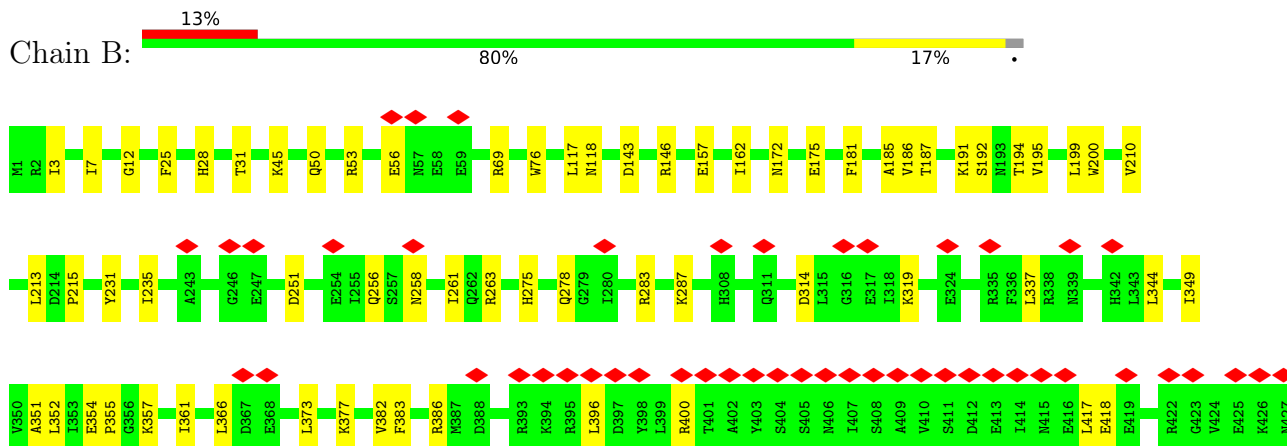 13%
Chain B:
80% 17% •
M1 R2 I3 I7 G12 F25 H28 T31 K45 Q50 R53 E56 N57 E58 E59 R69 W76 L117 N118 D143 R146 E157 I162 N172 E175 F181 A185 V186 T187 K191 S192 N193 T194 V195 L199 W200 V210
L213 D214 P215 Y231 I235 A243 G246 E247 D251 E254 I255 Q256 S257 N258 I261 Q262 R263 H275 Q278 G279 I280 R283 K287 H308 Q311 D314 L315 G316 E317 I318 K319 E324 R335 F336 L337 R338 N339 H342 L343 L344 I349
V350 A351 L352 I353 E354 P355 G356 K357 I361 L366 D367 E368 L373 K377 V382 F383 R386 M387 D388 R393 K394 R395 L396 D397 Y398 L399 R400 T401 A402 Y403 S404 S405 N406 I407 S408 A409 V410 S411 D412 E413 I414 N415 E416 L417 E418 E419 R422 G423 V424 E425 K426